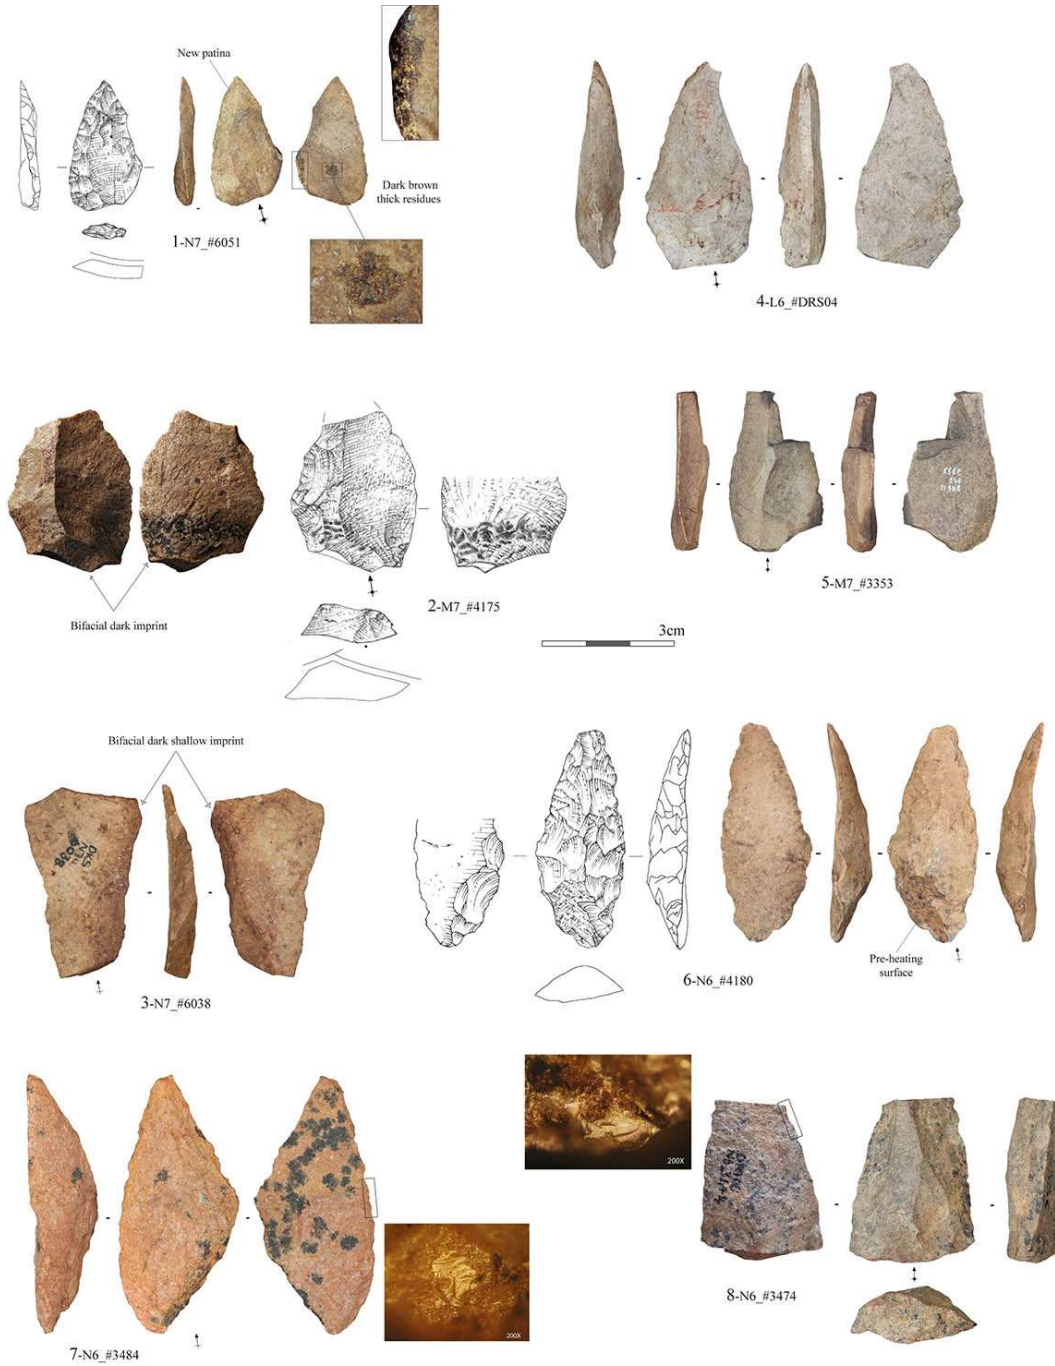 New patina
Dark brown
thick residues
1-N7_#6051
4-L6_#DRS04
Bifacial dark imprint
2-M7_#4175
5-M7_#3353
3cm
Bifacial dark shallow imprint
DKS
6038
3-N7_#6038
Pre-heating
surface
6-N6_#4180
200X
200X
7-N6_#3484
8-N6_#3474